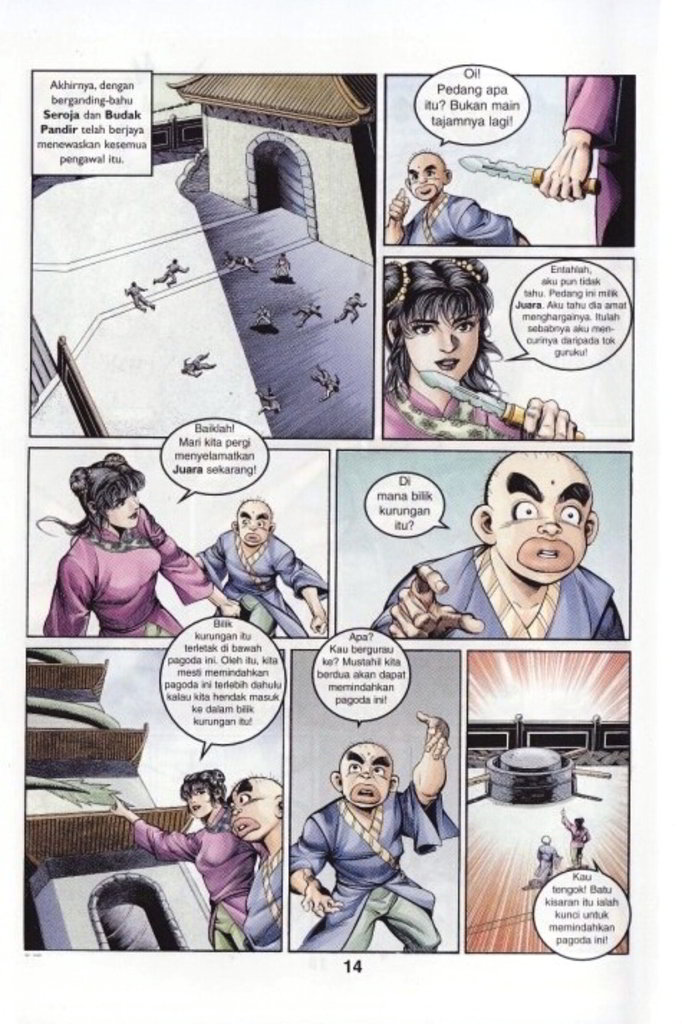 Akhirnya, dengan
berganding-bahu
Seroja dan Budak
Pandir telah berjaya
menewaskan kesemua
pengawal itu.
Oi!
Pedang apa
itu? Bukan main
tajamnya lagi!
Entahlah,
aku pun tidak
tahu. Pedang ini milik
Juara. Aku tahu dia amat
menghargainya. Itulah
sebabnya aku men-
curinya daripada tok
guruku!
Baiklah!
Mari kita pergi
menyelamatkan
Juara sekarang!
Di
mana bilik
kurungan
itu?
Bilik
kurungan itu
terletak di bawah
pagoda ini. Oleh itu, kita
mesti memindahkan
pagoda ini terlebih dahulu
kalau kita hendak masuk
ke dalam bilik
kurungan itu!
Apa?
Kau bergurau
ke? Mustahil kita
berdua akan dapat
memindahkan
pagoda ini!
Kau
tengok! Batu
kisaran itu ialah
kunci untuk
memindahkan
pagoda ini!
14